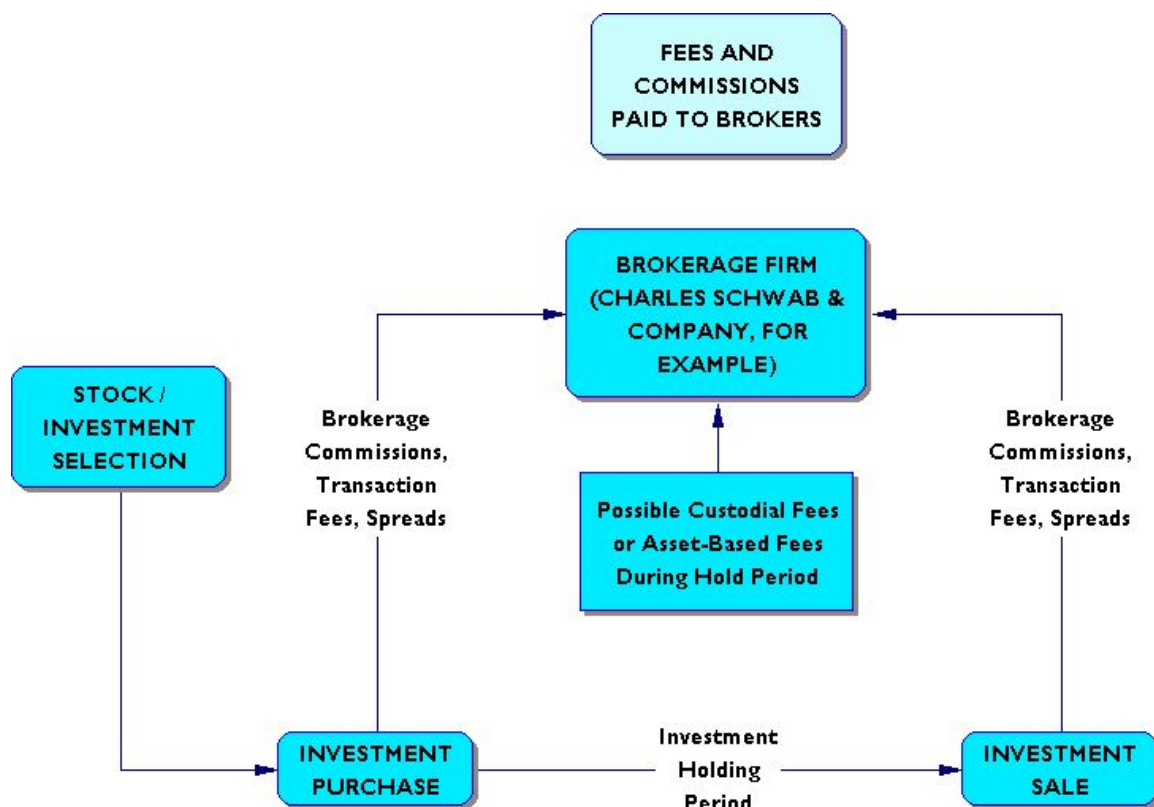 FEES AND
COMMISSIONS
PAID TO BROKERS
BROKERAGE FIRM
(CHARLES SCHWAB &
COMPANY, FOR
EXAMPLE)
STOCK /
INVESTMENT
SELECTION
Brokerage
Commissions,
Transaction
Fees, Spreads
Possible Custodial Fees
or Asset-Based Fees
During Hold Period
Brokerage
Commissions,
Transaction
Fees, Spreads
INVESTMENT
PURCHASE
Investment
Holding
Period
INVESTMENT
SALE